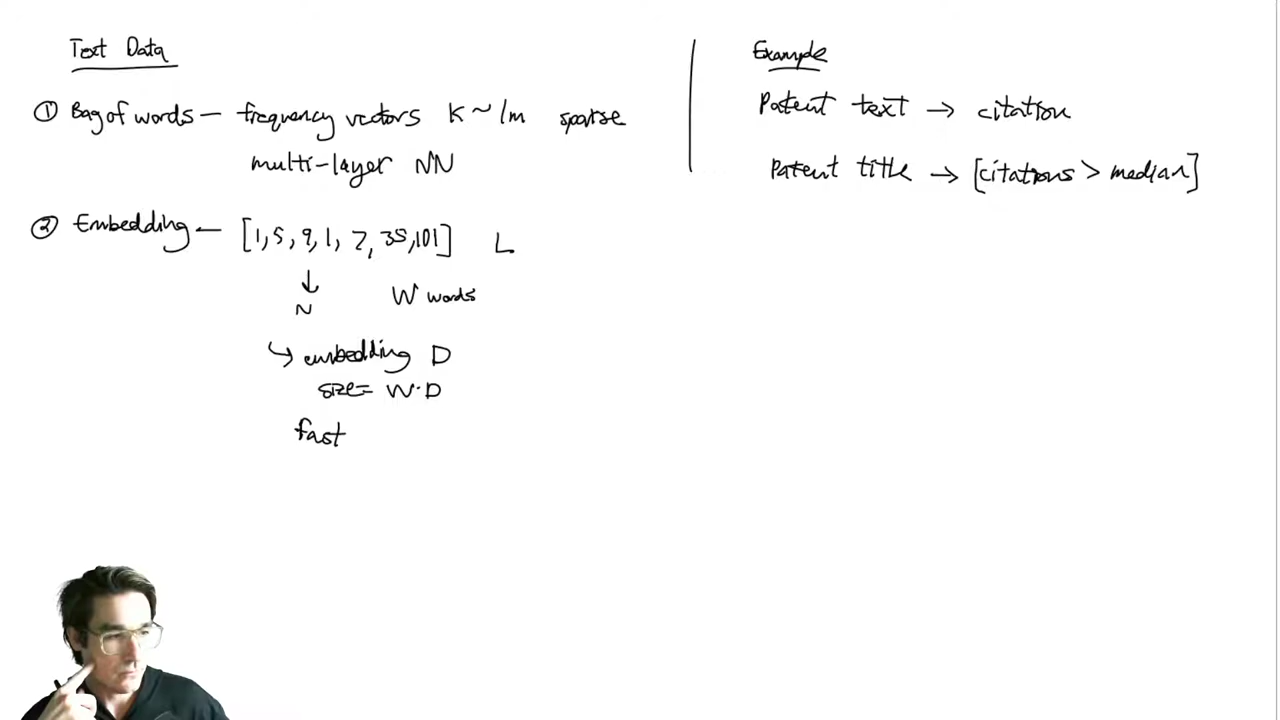 Text Data
① Bag of words — frequency vectors K ~ 1m sparse
multi-layer NN
② Embedding — [1, 5, 9, 1, 7, 35, 101] L
↓
N W words
↳ embedding D
size = W·D
fast
Example
Patent text → citation
Patent title → [citations > median]